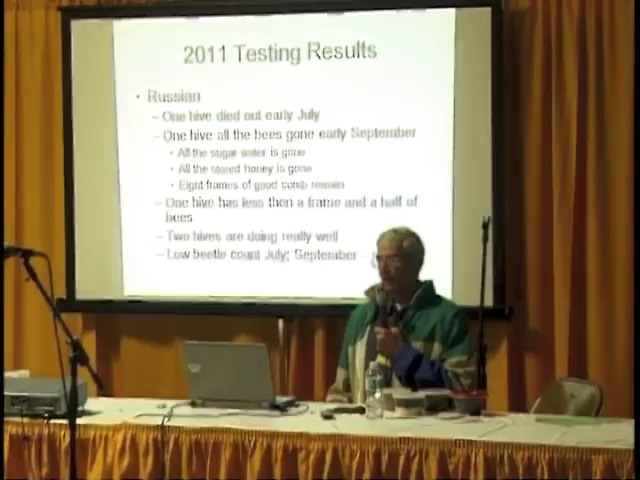 2011 Testing Results
• Russian
– One hive died out early July
– One hive all the bees gone early September
• All the sugar water is gone
• All the stored honey is gone
• Eight frames of good comb remain
– One hive has less then a frame and a half of
bees
– Two hives are doing really well
– Low beetle count July; September –